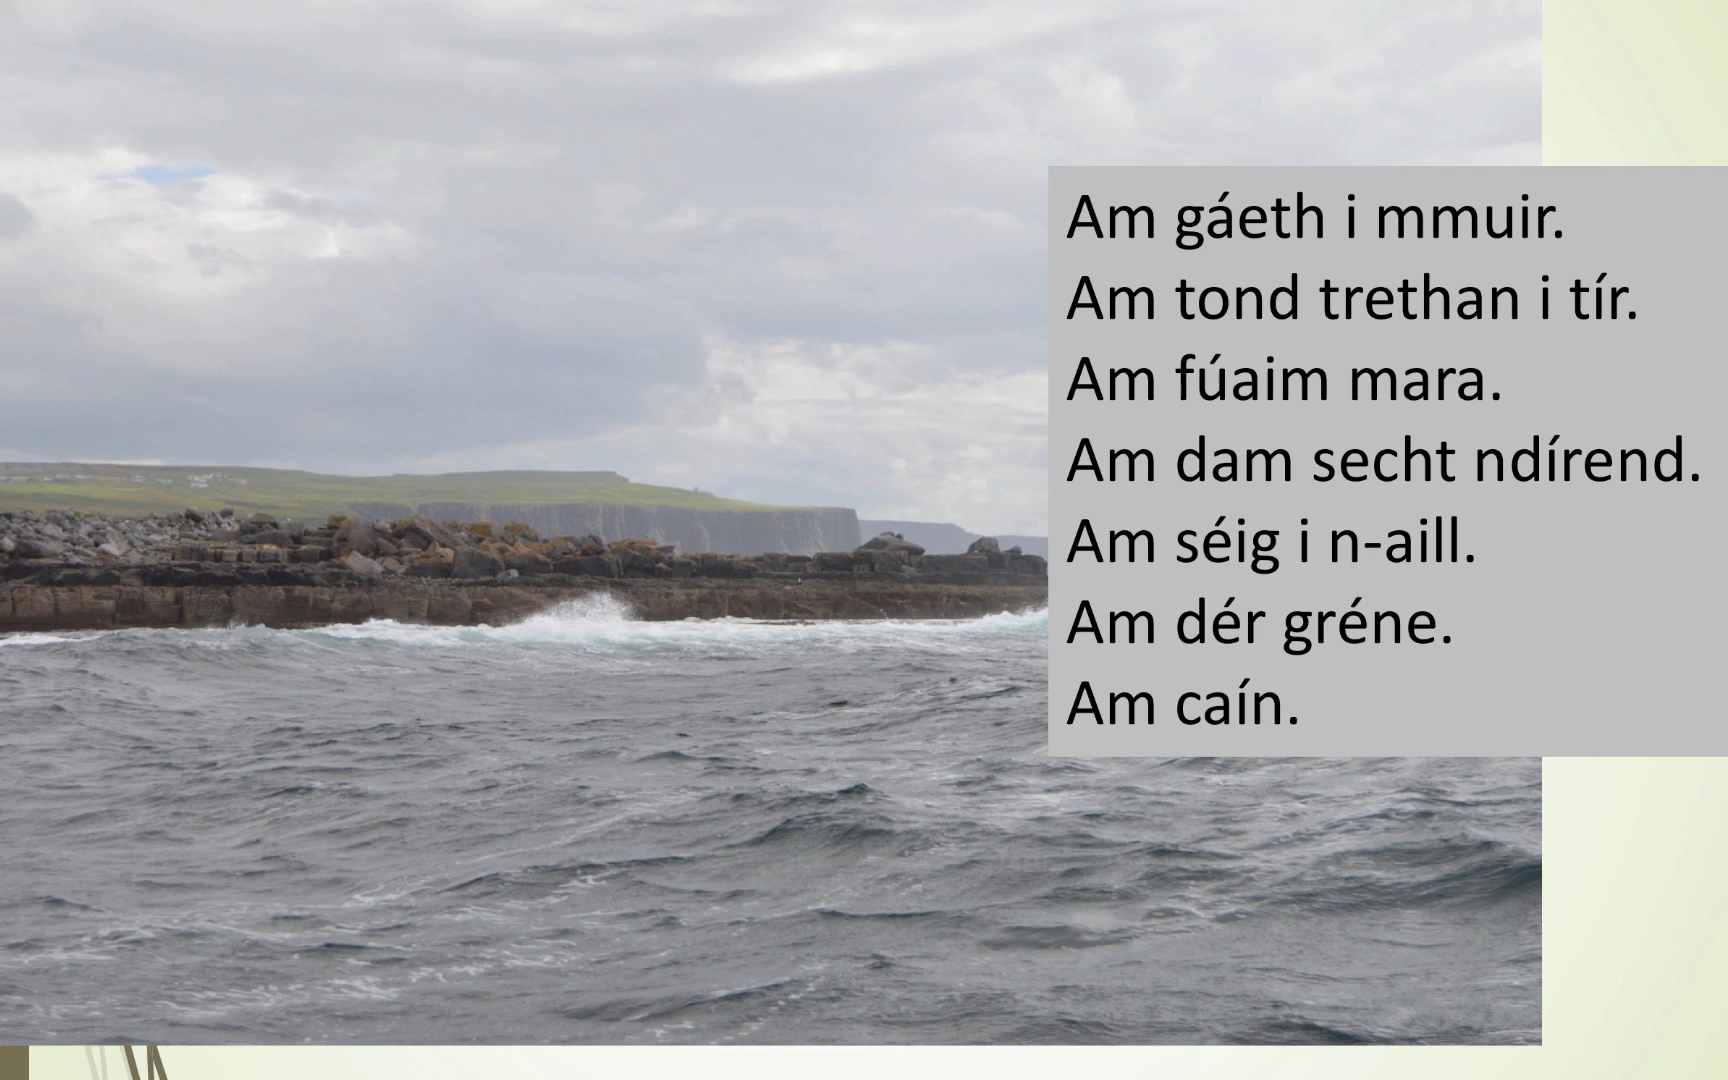 Am gáeth i mmuir.
Am tond trethan i tír.
Am fúaim mara.
Am dam secht ndírend.
Am séig i n-aill.
Am dér gréne.
Am caín.